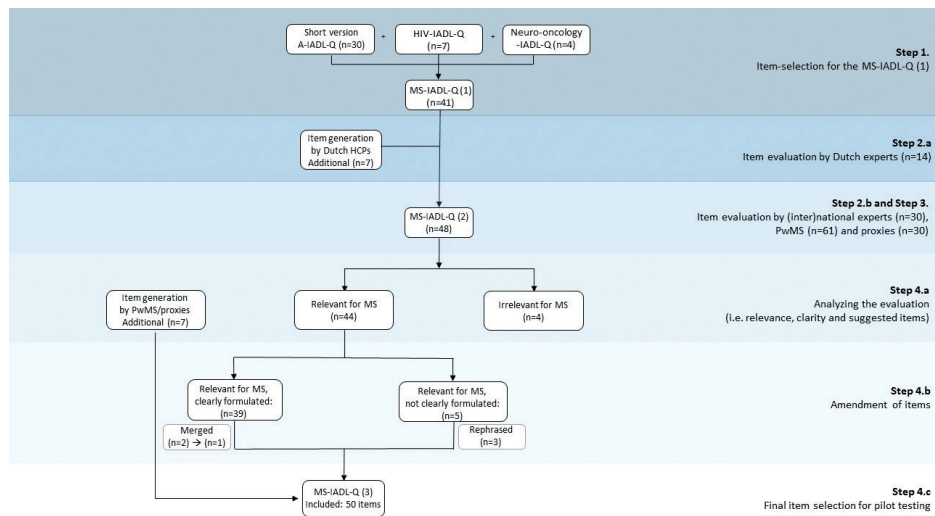 Short version
A-IADL-Q (n=30)
+
HIV-IADL-Q
(n=7)
+
Neuro-oncology
-IADL-Q (n=4)
Step 1.
Item-selection for the MS-IADL-Q (1)
MS-IADL-Q (1)
(n=41)
Item generation
by Dutch HCPs
Additional (n=7)
Step 2.a
Item evaluation by Dutch experts (n=14)
MS-IADL-Q (2)
(n=48)
Step 2.b and Step 3.
Item evaluation by (inter)national experts (n=30),
PwMS (n=61) and proxies (n=30)
Item generation
by PwMS/proxies
Additional (n=7)
Relevant for MS
(n=44)
Irrelevant for MS
(n=4)
Step 4.a
Analyzing the evaluation
(i.e. relevance, clarity and suggested items)
Relevant for MS,
clearly formulated:
(n=39)
Relevant for MS,
not clearly formulated:
(n=5)
Step 4.b
Amendment of items
Merged
(n=2) → (n=1)
Rephrased
(n=3)
MS-IADL-Q (3)
Included: 50 items
Step 4.c
Final item selection for pilot testing